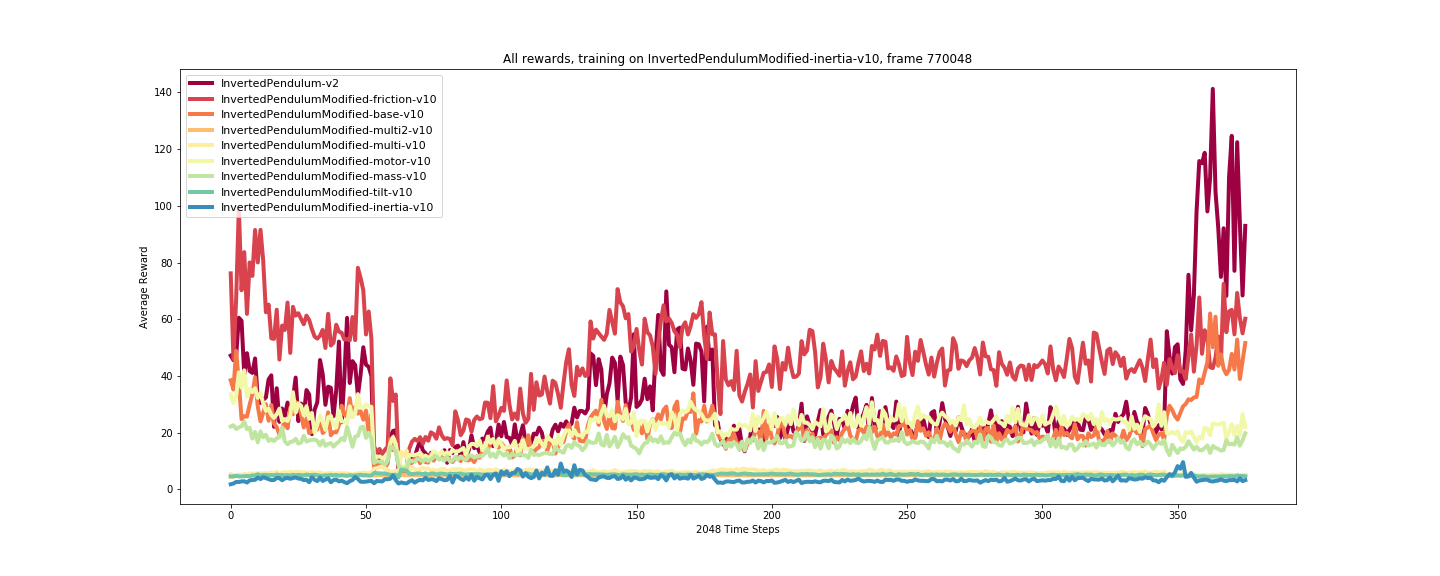 All rewards, training on InvertedPendulumModified-inertia-v10, frame 770048
InvertedPendulum-v2
InvertedPendulumModified-friction-v10
InvertedPendulumModified-base-v10
InvertedPendulumModified-multi2-v10
InvertedPendulumModified-multi-v10
InvertedPendulumModified-motor-v10
InvertedPendulumModified-mass-v10
InvertedPendulumModified-tilt-v10
InvertedPendulumModified-inertia-v10
Average Reward
140
120
100
80
60
40
20
0
0 50 100 150 200 250 300 350
2048 Time Steps